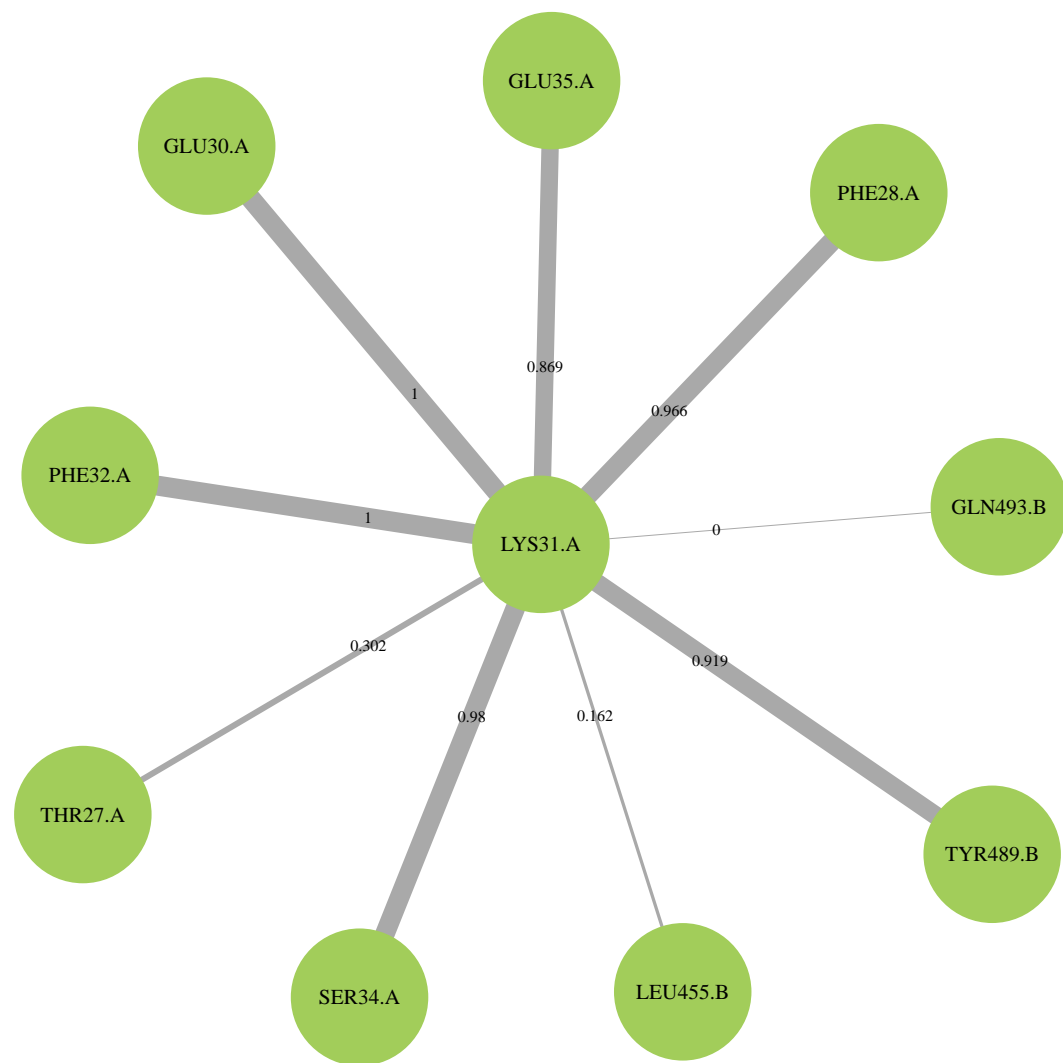 GLU35.A
GLU30.A
PHE28.A
0.869
1
0.966
PHE32.A
GLN493.B
1
0
LYS31.A
0.302
0.919
0.98
0.162
THR27.A
TYR489.B
SER34.A
LEU455.B